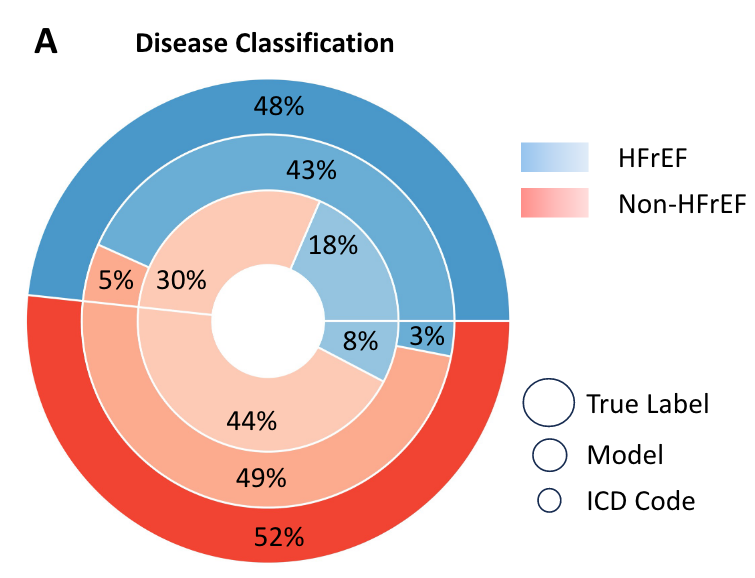 A
Disease Classification
48%
43%
18%
5%
30%
8%
3%
44%
49%
52%
HFrEF
Non-HFrEF
True Label
Model
ICD Code